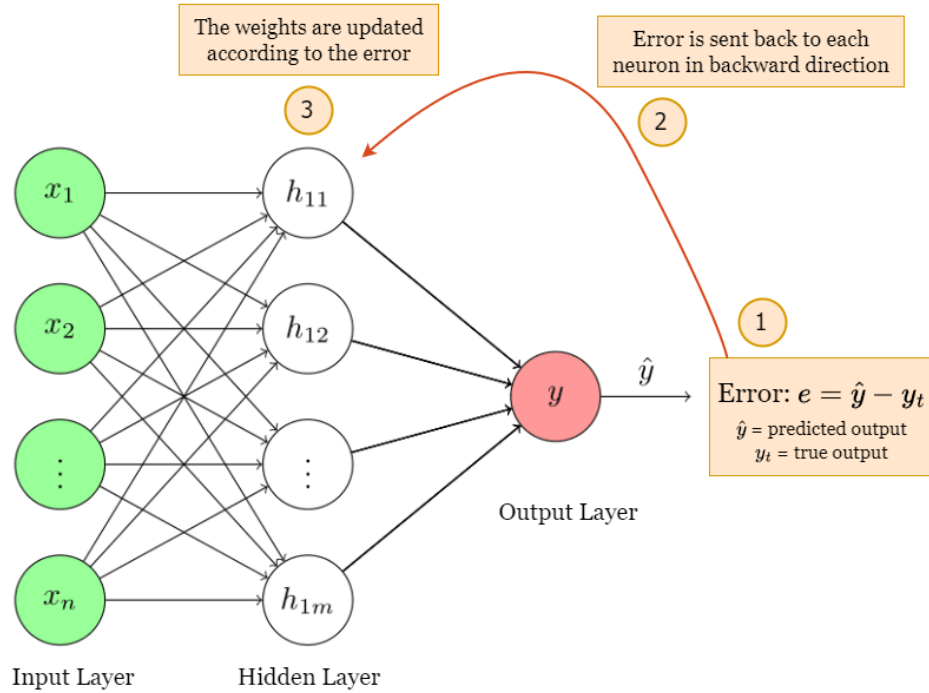 The weights are updated
according to the error
Error is sent back to each
neuron in backward direction
3
2
x₁
h₁₁
1
x₂
h₁₂
ŷ
y
Error: e = ŷ − yₜ
ŷ = predicted output
yₜ = true output
⋮
⋮
Output Layer
xₙ
h₁ₘ
Input Layer
Hidden Layer